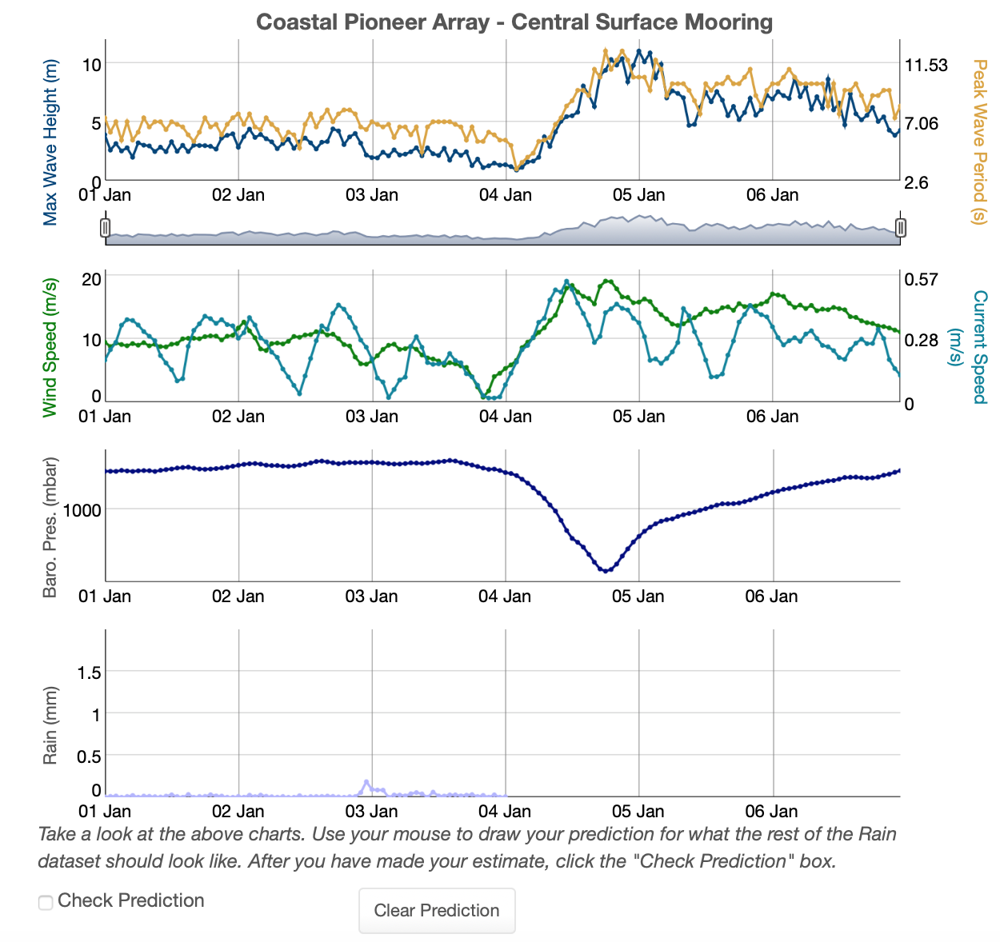 Coastal Pioneer Array - Central Surface Mooring
Max Wave Height (m)
10
5
0
11.53
7.06
2.6
Peak Wave Period (s)
01 Jan
02 Jan
03 Jan
04 Jan
05 Jan
06 Jan
Wind Speed (m/s)
20
10
0
0.57
0.28
0
Current Speed
(m/s)
01 Jan
02 Jan
03 Jan
04 Jan
05 Jan
06 Jan
Baro. Pres. (mbar)
1000
01 Jan
02 Jan
03 Jan
04 Jan
05 Jan
06 Jan
Rain (mm)
1.5
1
0.5
0
01 Jan
02 Jan
03 Jan
04 Jan
05 Jan
06 Jan
Take a look at the above charts. Use your mouse to draw your prediction for what the rest of the Rain
dataset should look like. After you have made your estimate, click the "Check Prediction" box.
Check Prediction
Clear Prediction